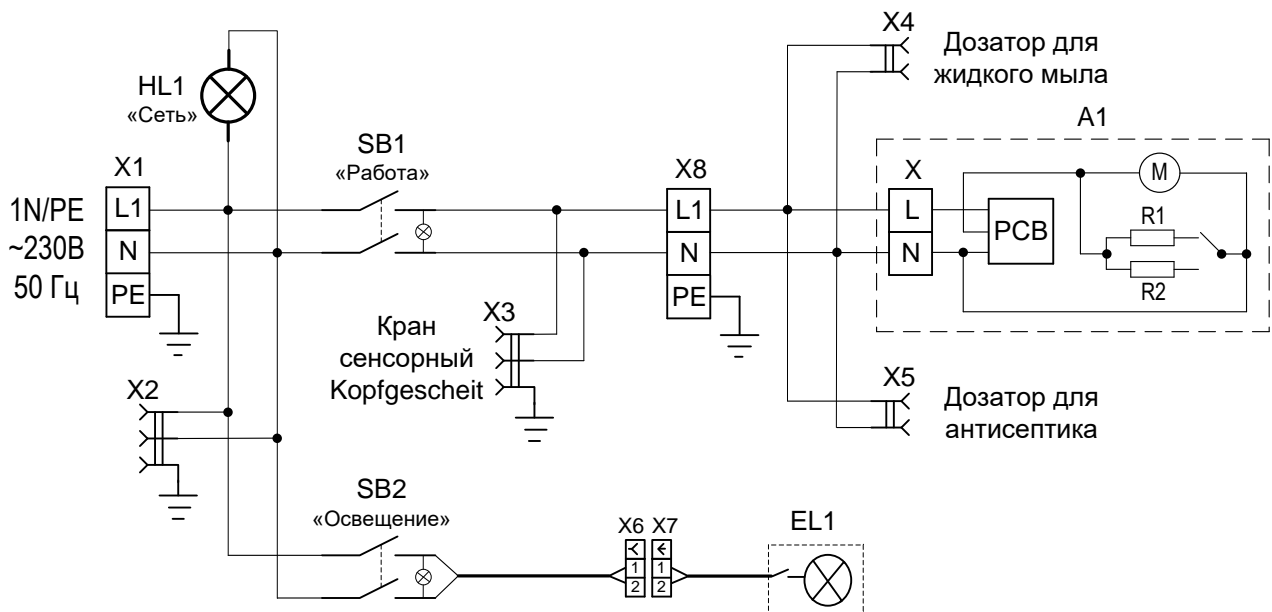 X4
Дозатор для
жидкого мыла
HL1
«Сеть»
A1
SB1
«Работа»
X1
X8
X
M
1N/PE
~230В
50 Гц
L1
N
PE
L1
N
PE
L
N
PCB
R1
R2
X3
Кран
сенсорный
Kopfgescheit
X2
X5
Дозатор для
антисептика
SB2
«Освещение»
X6
X7
EL1
1
2
1
2